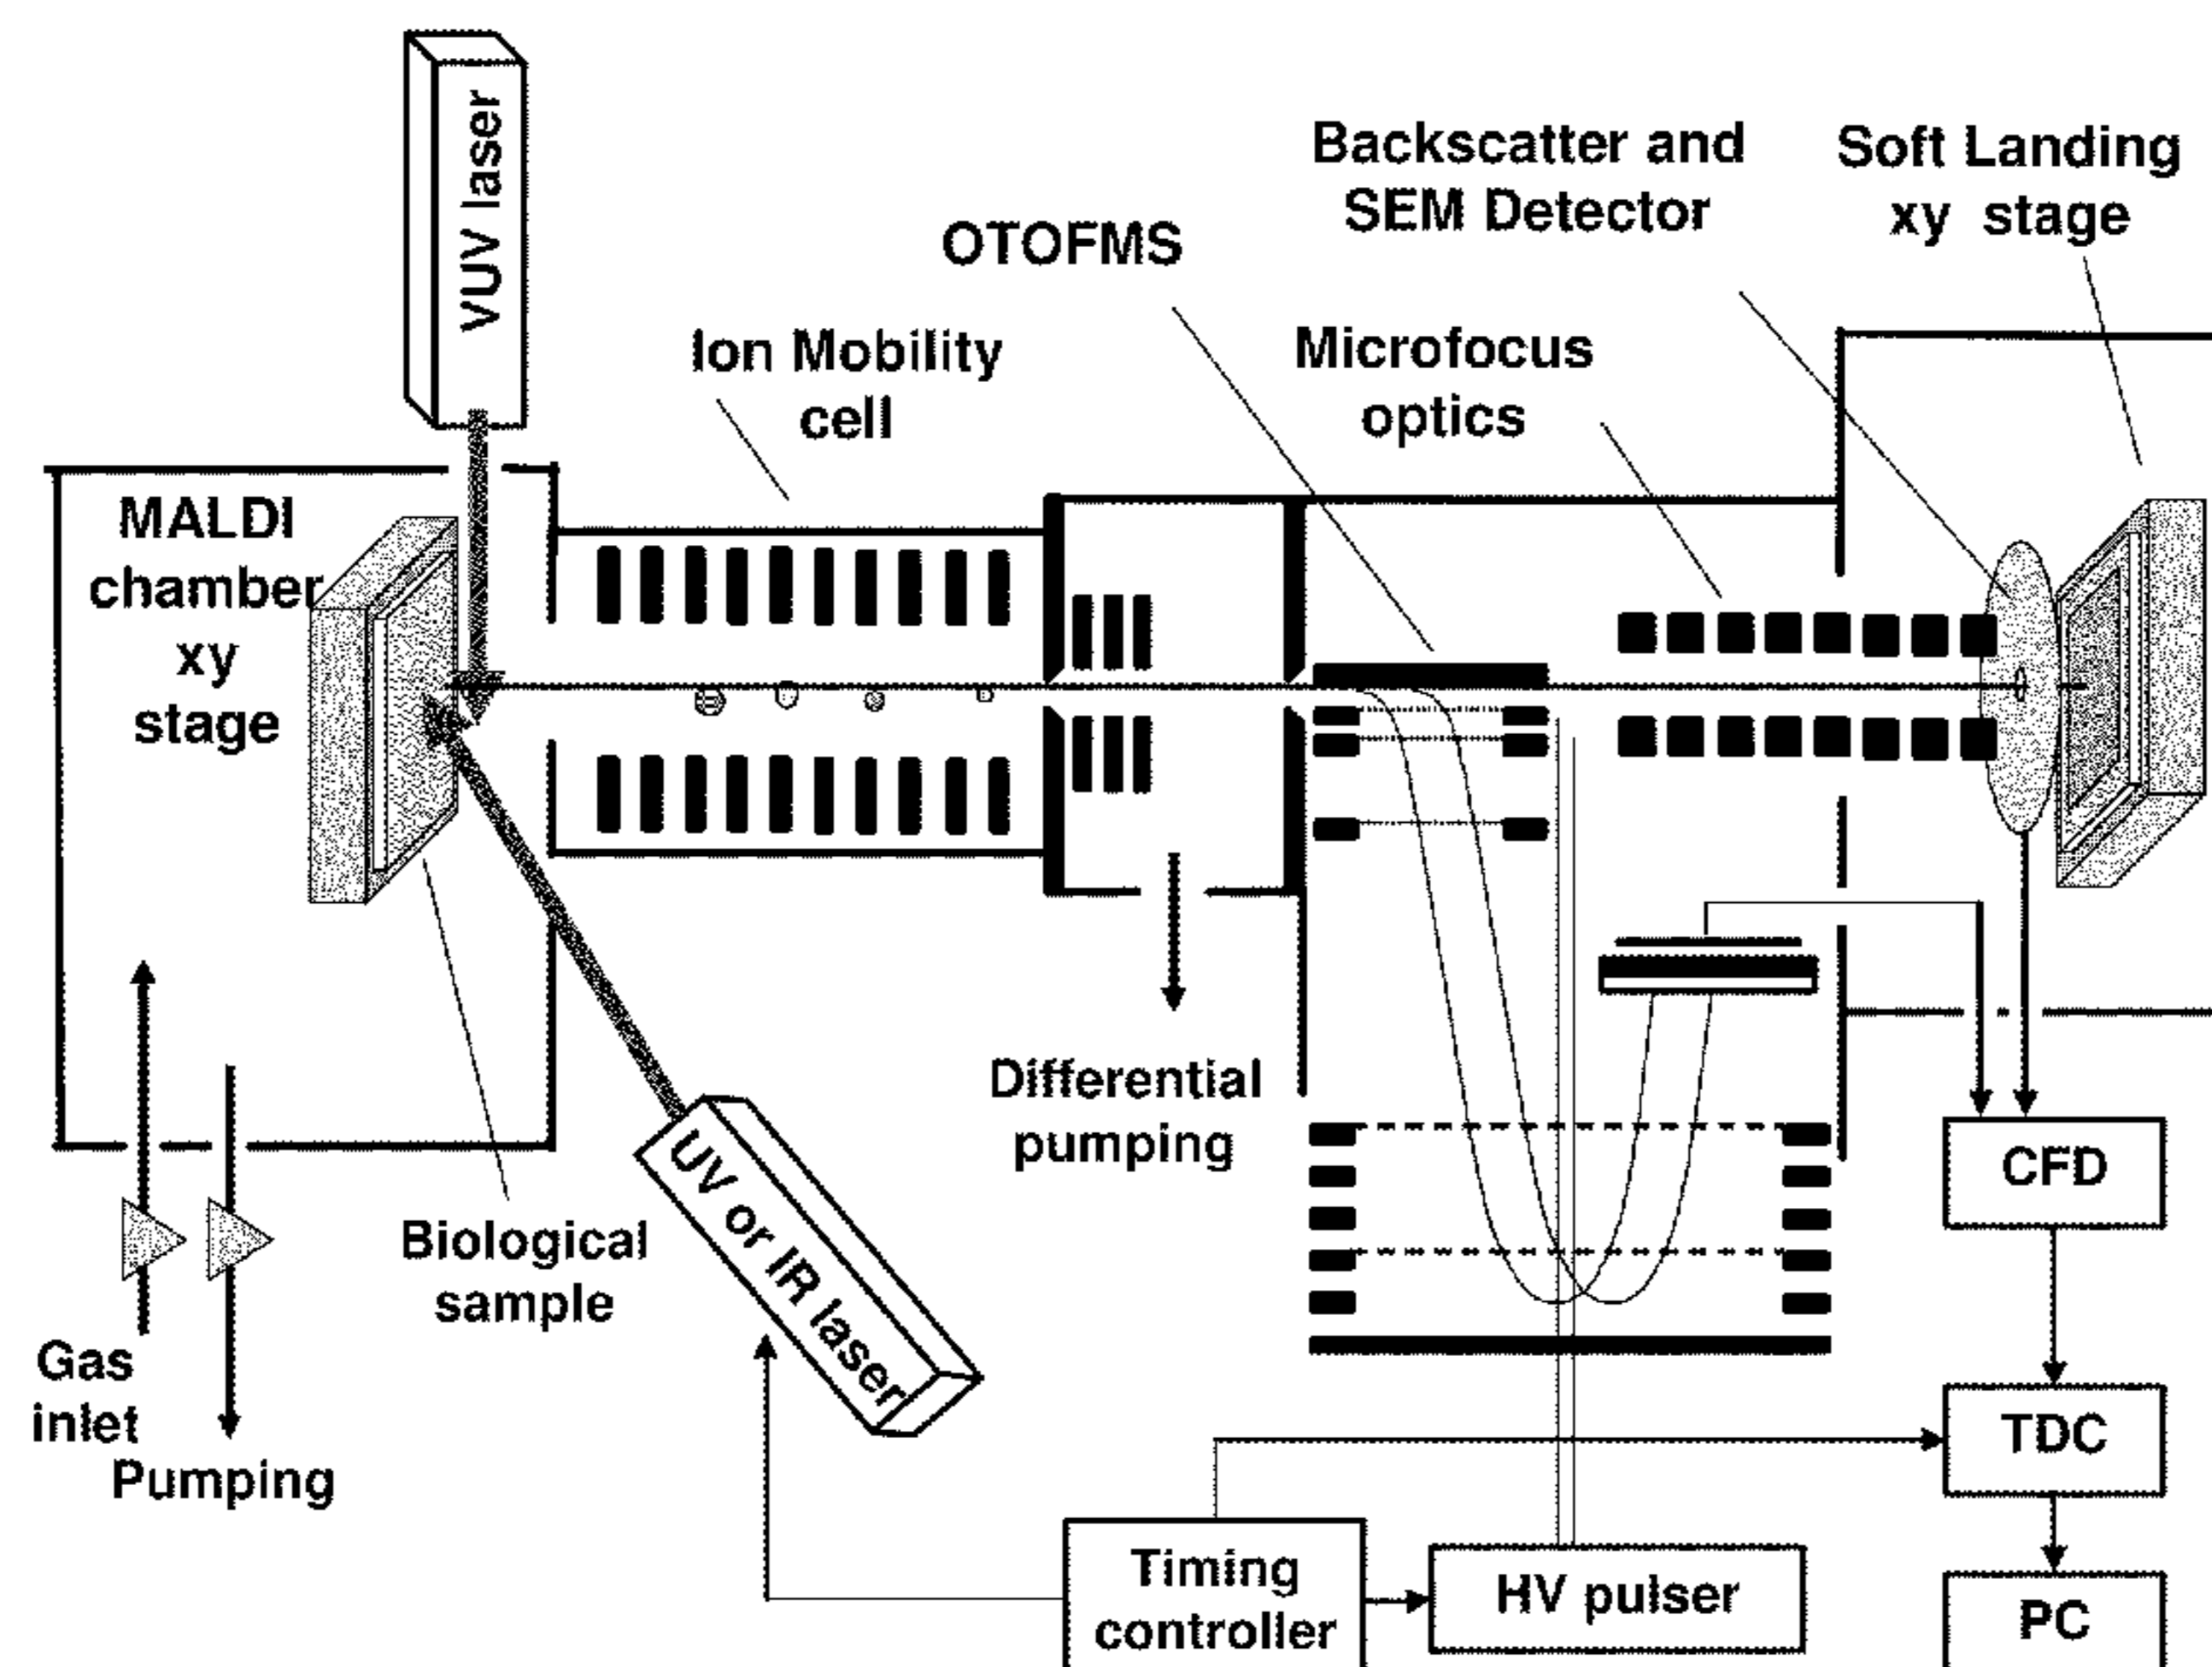 VUV laser
Backscatter and
SEM Detector
Soft Landing
xy stage
OTOFMS
Ion Mobility
cell
Microfocus
optics
MALDI
chamber
xy
stage
Differential
pumping
CFD
Biological
sample
UV or IR laser
Gas
inlet
Pumping
TDC
Timing
controller
HV pulser
PC